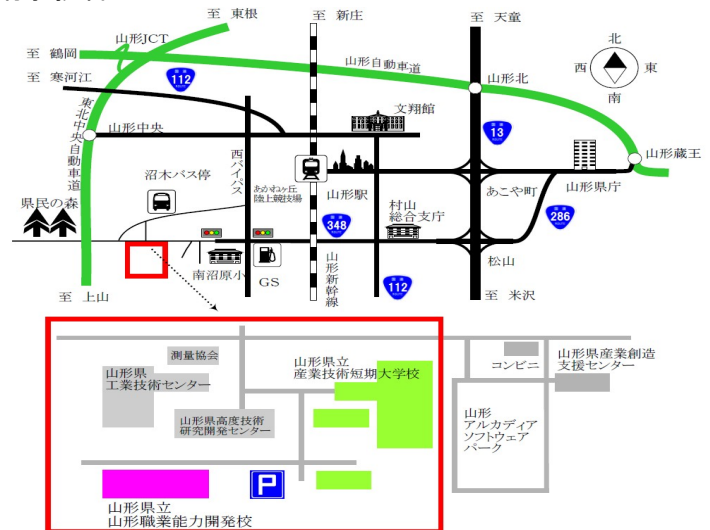 至 東根
至 新庄
至 天童
山形JCT
至 鶴岡
山形自動車道
北
西
東
南
至 寒河江
国道
112
山形北
文翔館
東北中央自動車道
山形中央
国道
13
沼木バス停
西バイパス
あかねヶ丘
陸上競技場
山形駅
あこや町
山形県庁
山形蔵王
県民の森
国道
348
村山
総合支庁
国道
286
南沼原小
GS
山形新幹線
国道
112
松山
至 上山
至 米沢
測量協会
山形県
工業技術センター
山形県立
産業技術短期大学校
コンビニ
山形県産業創造
支援センター
山形県高度技術
研究開発センター
山形
アルカディア
ソフトウェア
パーク
P
山形県立
山形職業能力開発校